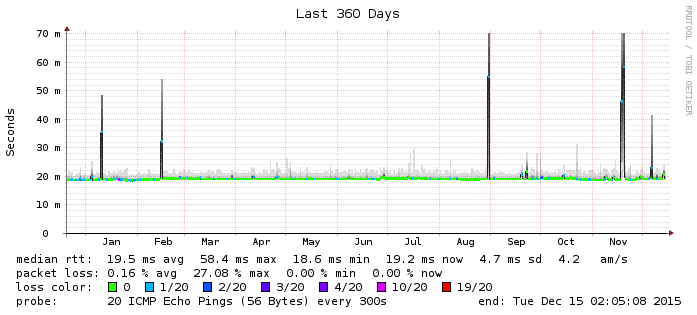 Last 360 Days
RRDTOOL / TOBI OETIKER
Seconds
70 m
60 m
50 m
40 m
30 m
20 m
10 m
0
Jan Feb Mar Apr May Jun Jul Aug Sep Oct Nov
median rtt: 19.5 ms avg 58.4 ms max 18.6 ms min 19.2 ms now 4.7 ms sd 4.2 am/s
packet loss: 0.16 % avg 27.08 % max 0.00 % min 0.00 % now
loss color: 0 1/20 2/20 3/20 4/20 10/20 19/20
probe: 20 ICMP Echo Pings (56 Bytes) every 300s end: Tue Dec 15 02:05:08 2015